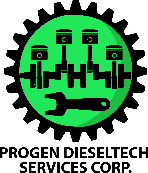 PROGEN DIESELTECH
SERVICES CORP.